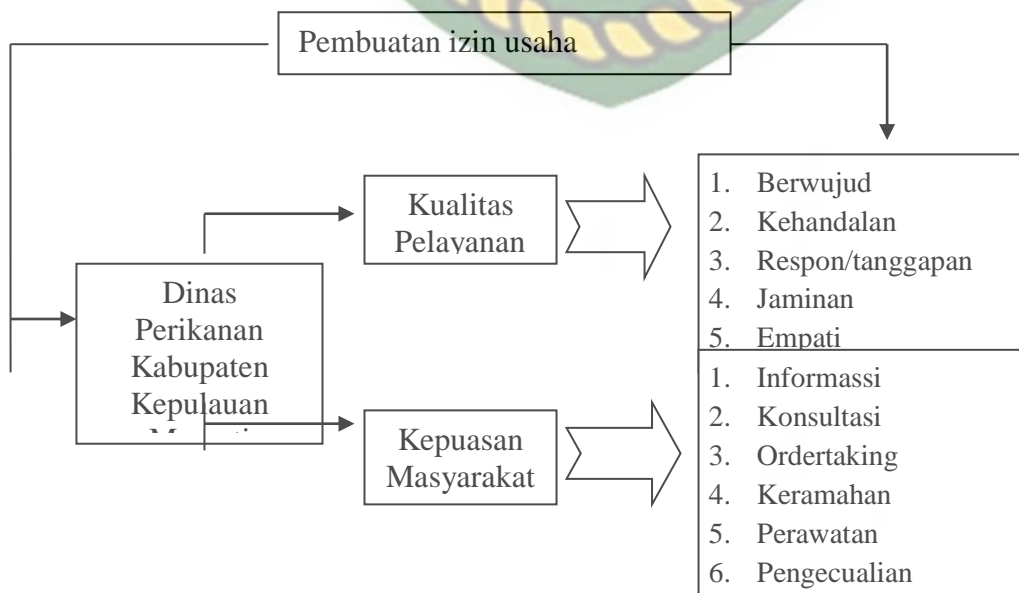 Pembuatan izin usaha
Kualitas
Pelayanan
1. Berwujud
2. Kehandalan
3. Respon/tanggapan
4. Jaminan
5. Empati
Dinas
Perikanan
Kabupaten
Kepulauan
Kepuasan
Masyarakat
1. Informassi
2. Konsultasi
3. Ordertaking
4. Keramahan
5. Perawatan
6. Pengecualian